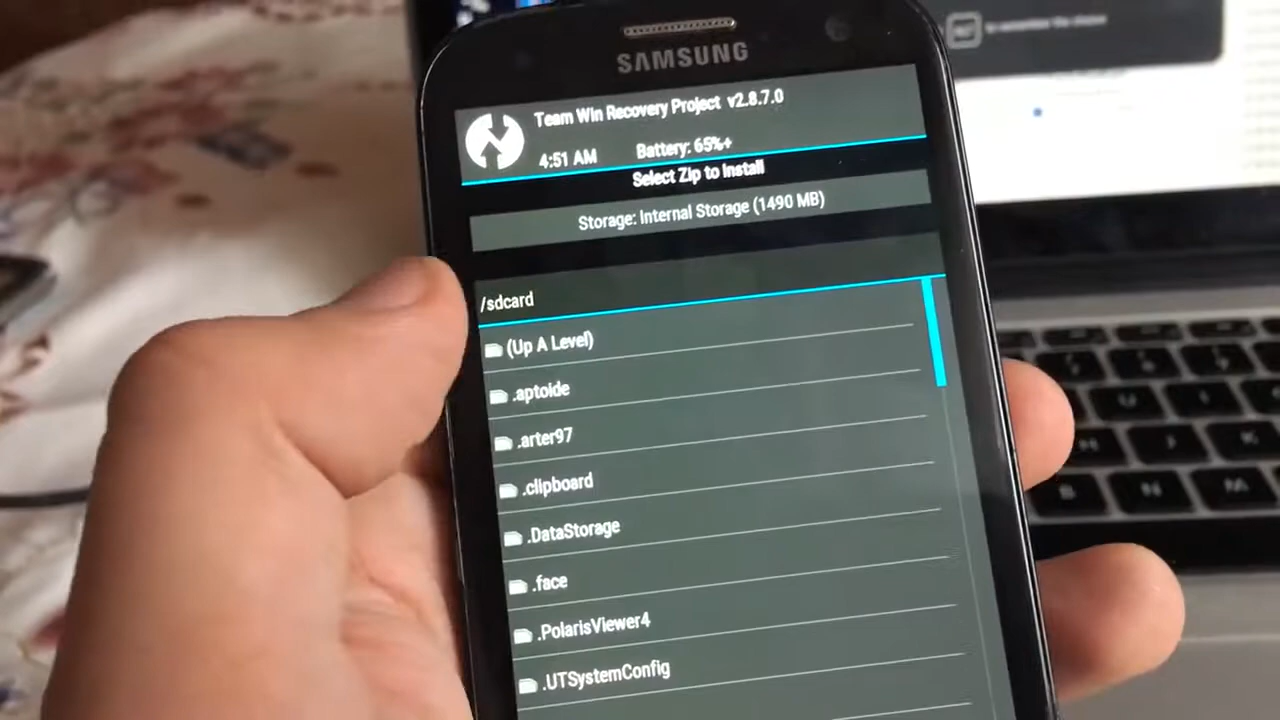 SAMSUNG
Team Win Recovery Project v2.8.7.0
4:51 AM Battery: 65%+
Select Zip to Install
Storage: Internal Storage (1490 MB)
/sdcard
(Up A Level)
.aptoide
.arter97
.clipboard
.DataStorage
.face
.PolarisViewer4
.UTSystemConfig